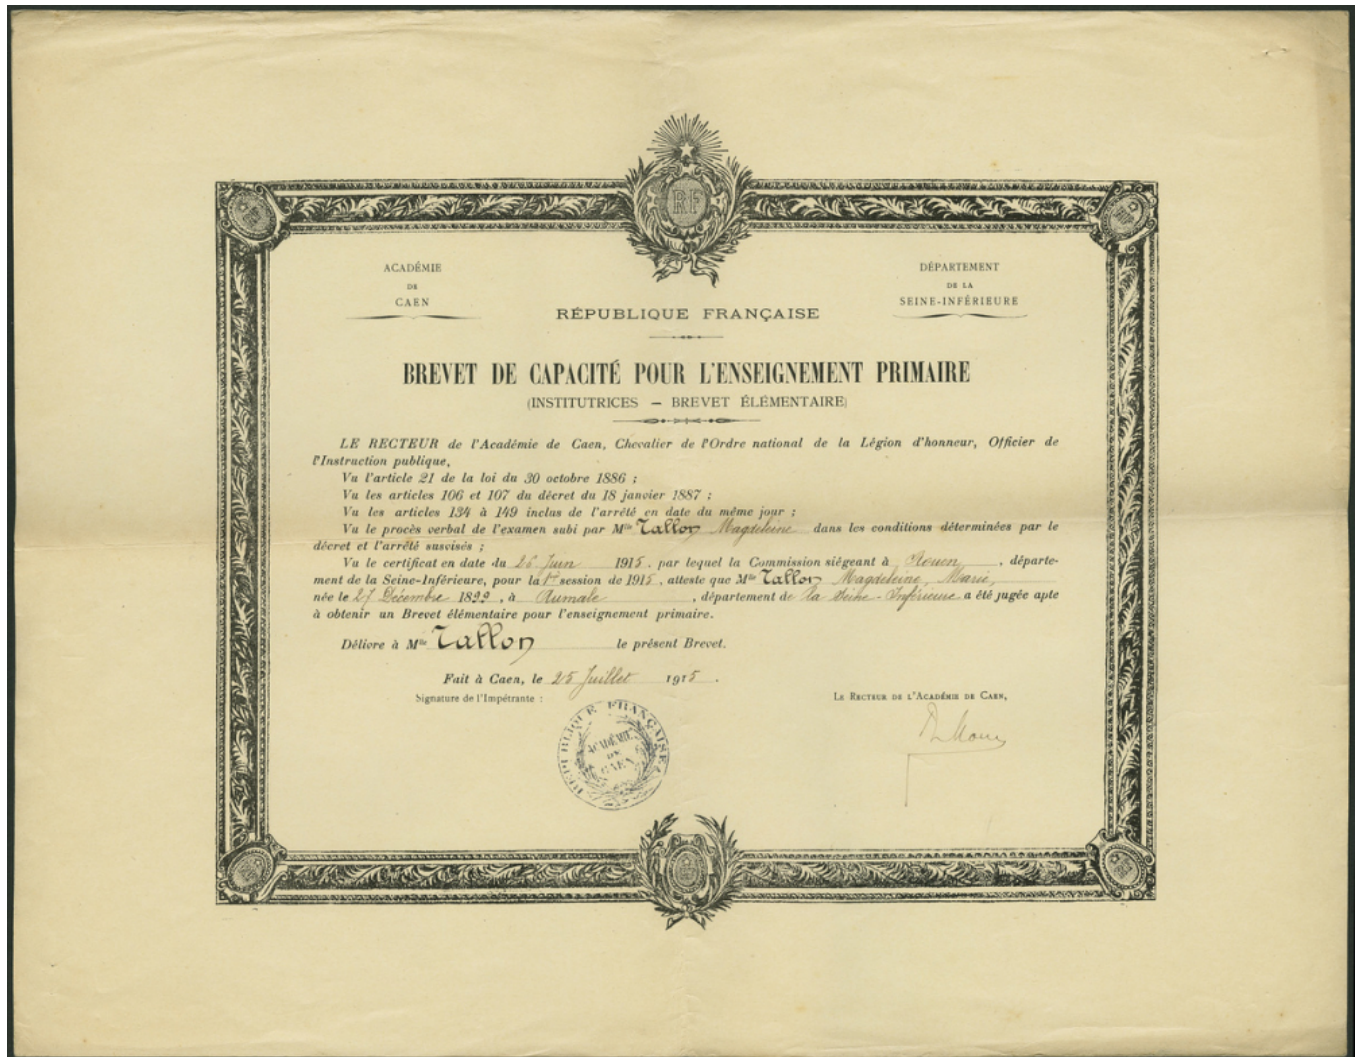 RF
ACADÉMIE
DE
CAEN
DÉPARTEMENT
DE LA
SEINE-INFÉRIEURE
RÉPUBLIQUE FRANÇAISE
BREVET DE CAPACITÉ POUR L'ENSEIGNEMENT PRIMAIRE
(INSTITUTRICES — BREVET ÉLÉMENTAIRE)
LE RECTEUR de l'Académie de Caen, Chevalier de l'Ordre national de la Légion d'honneur, Officier de
l'Instruction publique,
Vu l'article 21 de la loi du 30 octobre 1886 ;
Vu les articles 106 et 107 du décret du 18 janvier 1887 ;
Vu les articles 134 à 149 inclus de l'arrêté en date du même jour ;
Vu le procès verbal de l'examen subi par Mlle Tallon Magdeleine dans les conditions déterminées par le
décret et l'arrêté susvisés ;
Vu le certificat en date du 26 Juin 1915, par lequel la Commission siégeant à Rouen, départe-
ment de la Seine-Inférieure, pour la 1re session de 1915, atteste que Mlle Tallon Magdeleine, Marie,
née le 27 Décembre 1899, à Aumale, département de la Seine-Inférieure a été jugée apte
à obtenir un Brevet élémentaire pour l'enseignement primaire.
Délivre à Mlle Tallon le présent Brevet.
Fait à Caen, le 25 Juillet 1915.
Signature de l'Impétrante :
LE RECTEUR DE L'ACADÉMIE DE CAEN,
RÉPUBLIQUE FRANÇAISE
ACADÉMIE
DE
CAEN